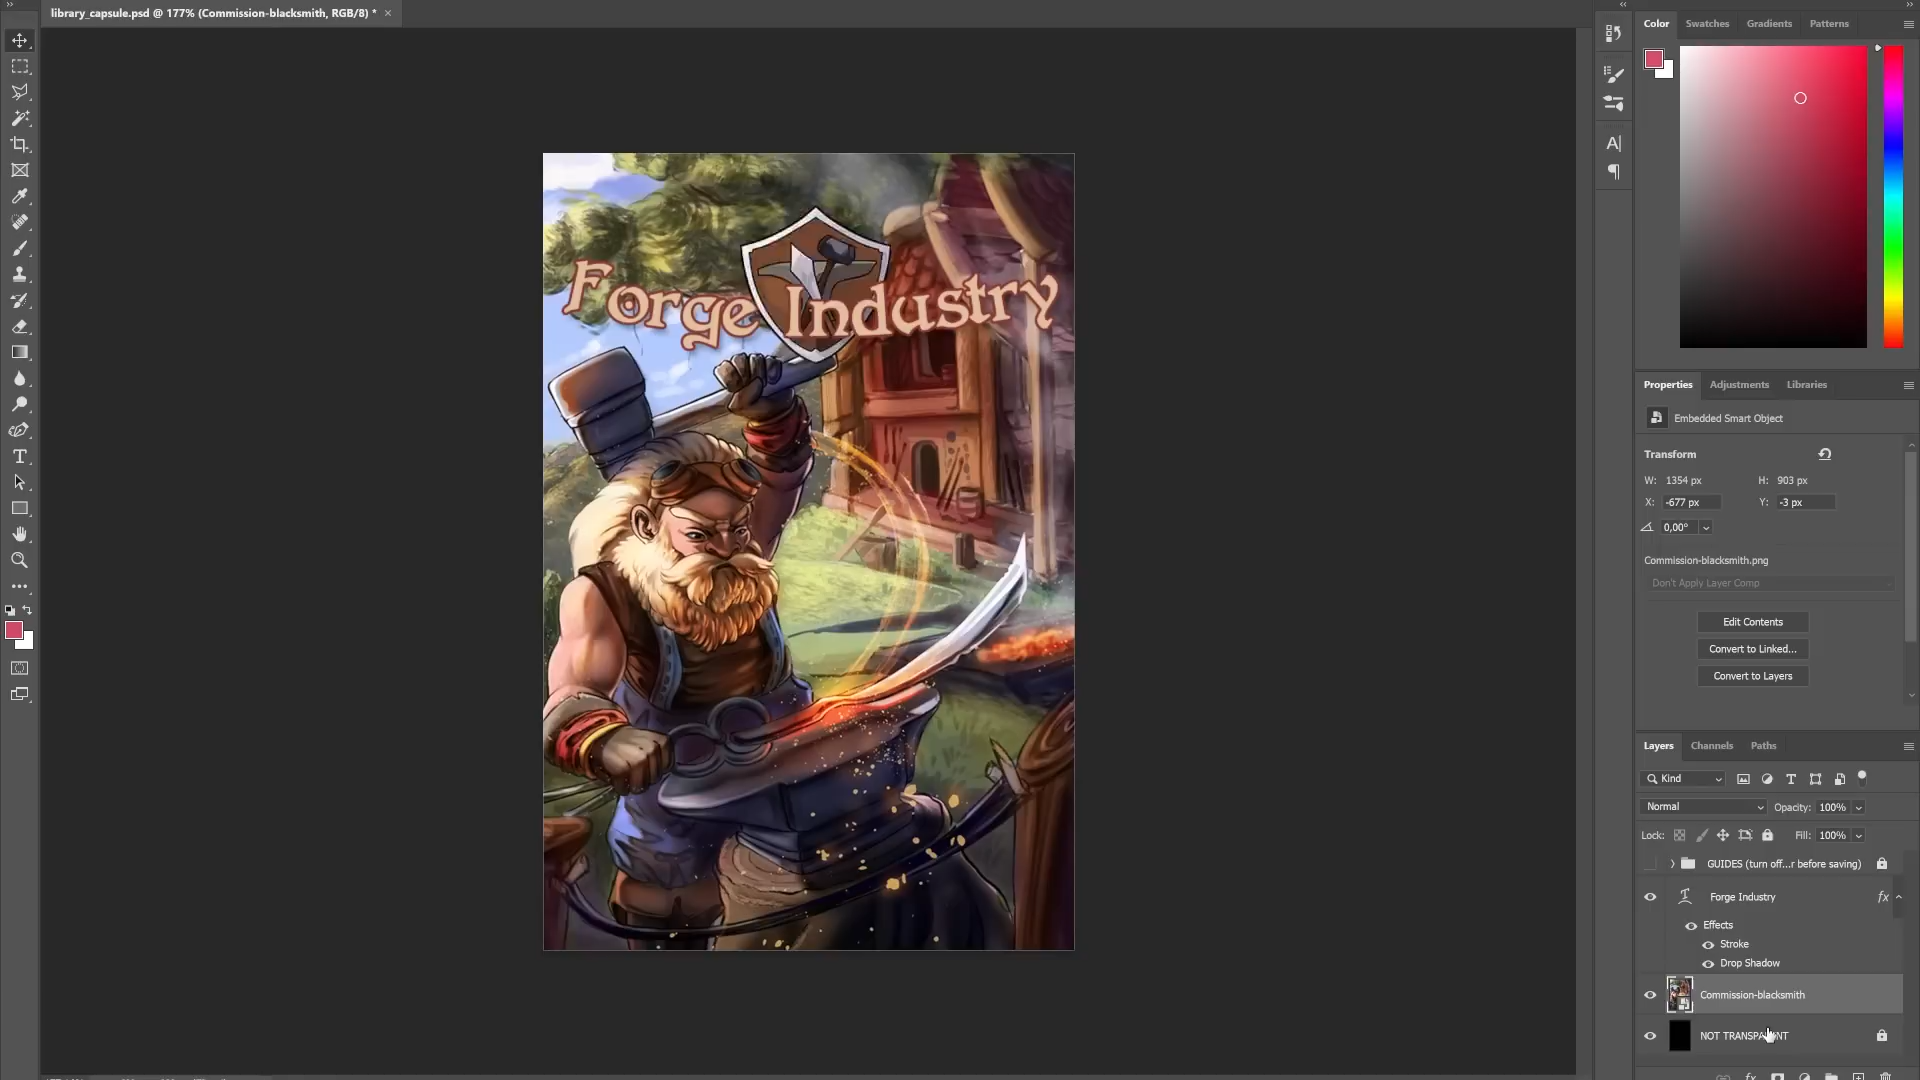 library_capsule.psd @ 177% (Commission-blacksmith, RGB/8) * ×
Color Swatches Gradients Patterns
Forge Industry
Properties Adjustments Libraries
Embedded Smart Object
Transform
W: 1354 px H: 903 px
X: -677 px Y: -3 px
0,00°
Commission-blacksmith.png
Don't Apply Layer Comp
Edit Contents
Convert to Linked...
Convert to Layers
Layers Channels Paths
Kind
Normal Opacity: 100%
Lock: Fill: 100%
GUIDES (turn off...r before saving)
Forge Industry fx
Effects
Stroke
Drop Shadow
Commission-blacksmith
NOT
fx